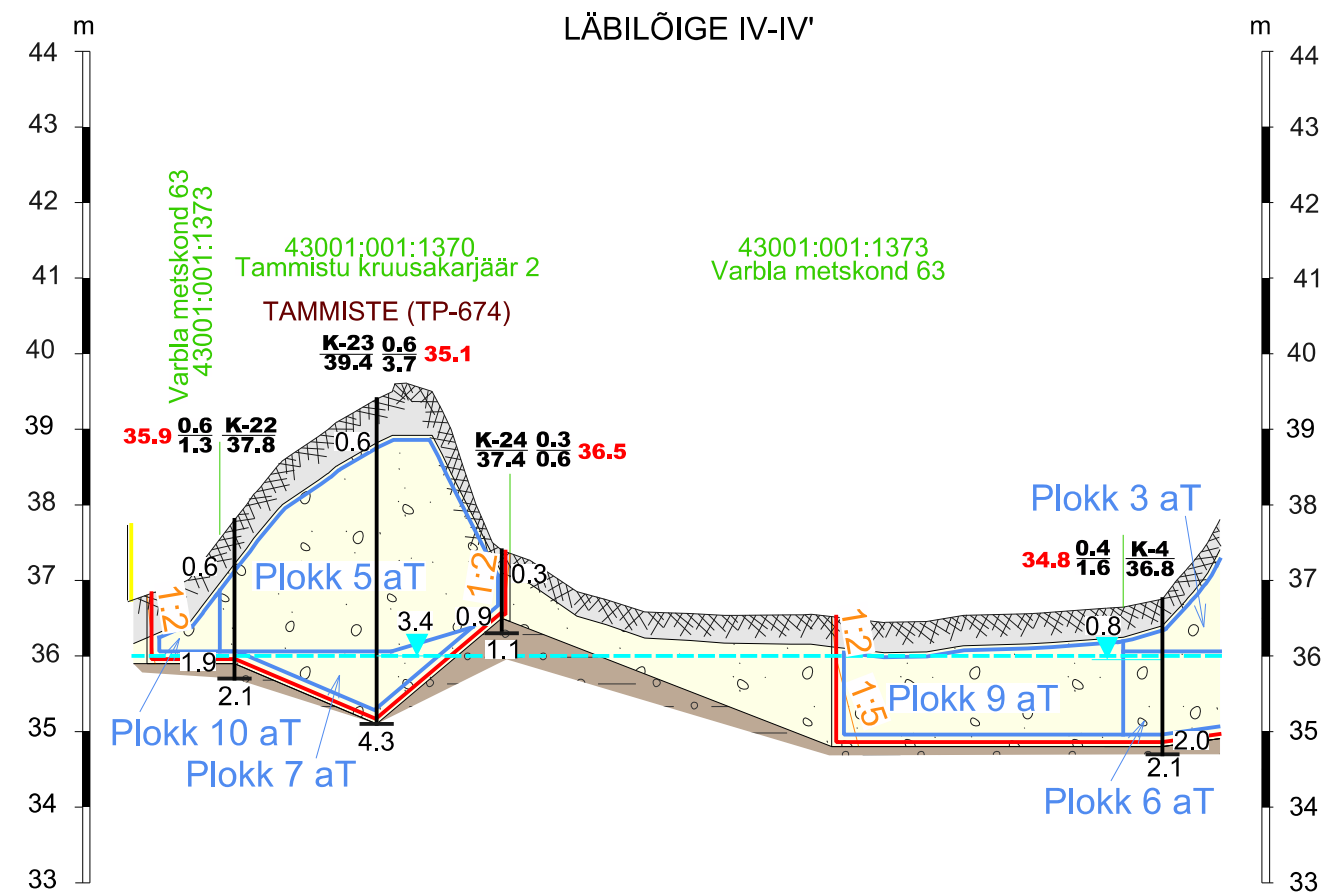 LÄBILÕIGE IV-IV'
m
m
44
43
42
41
40
39
38
37
36
35
34
33
44
43
42
41
40
39
38
37
36
35
34
33
Varbla metskond 63
43001:001:1373
43001:001:1370
Tammistu kruusakarjäär 2
43001:001:1373
Varbla metskond 63
TAMMISTE (TP-674)
K-23 0.6 35.1
39.4 3.7
35.9 0.6 K-22
1.3 37.8
K-24 0.3 36.5
37.4 0.6
34.8 0.4 K-4
1.6 36.8
Plokk 3 aT
0.6
0.6
Plokk 5 aT
1:2
0.3
1:2
3.4
0.9
1.1
1.9
2.1
4.3
Plokk 10 aT
Plokk 7 aT
1:2
1:5
Plokk 9 aT
0.8
2.0
2.1
Plokk 6 aT